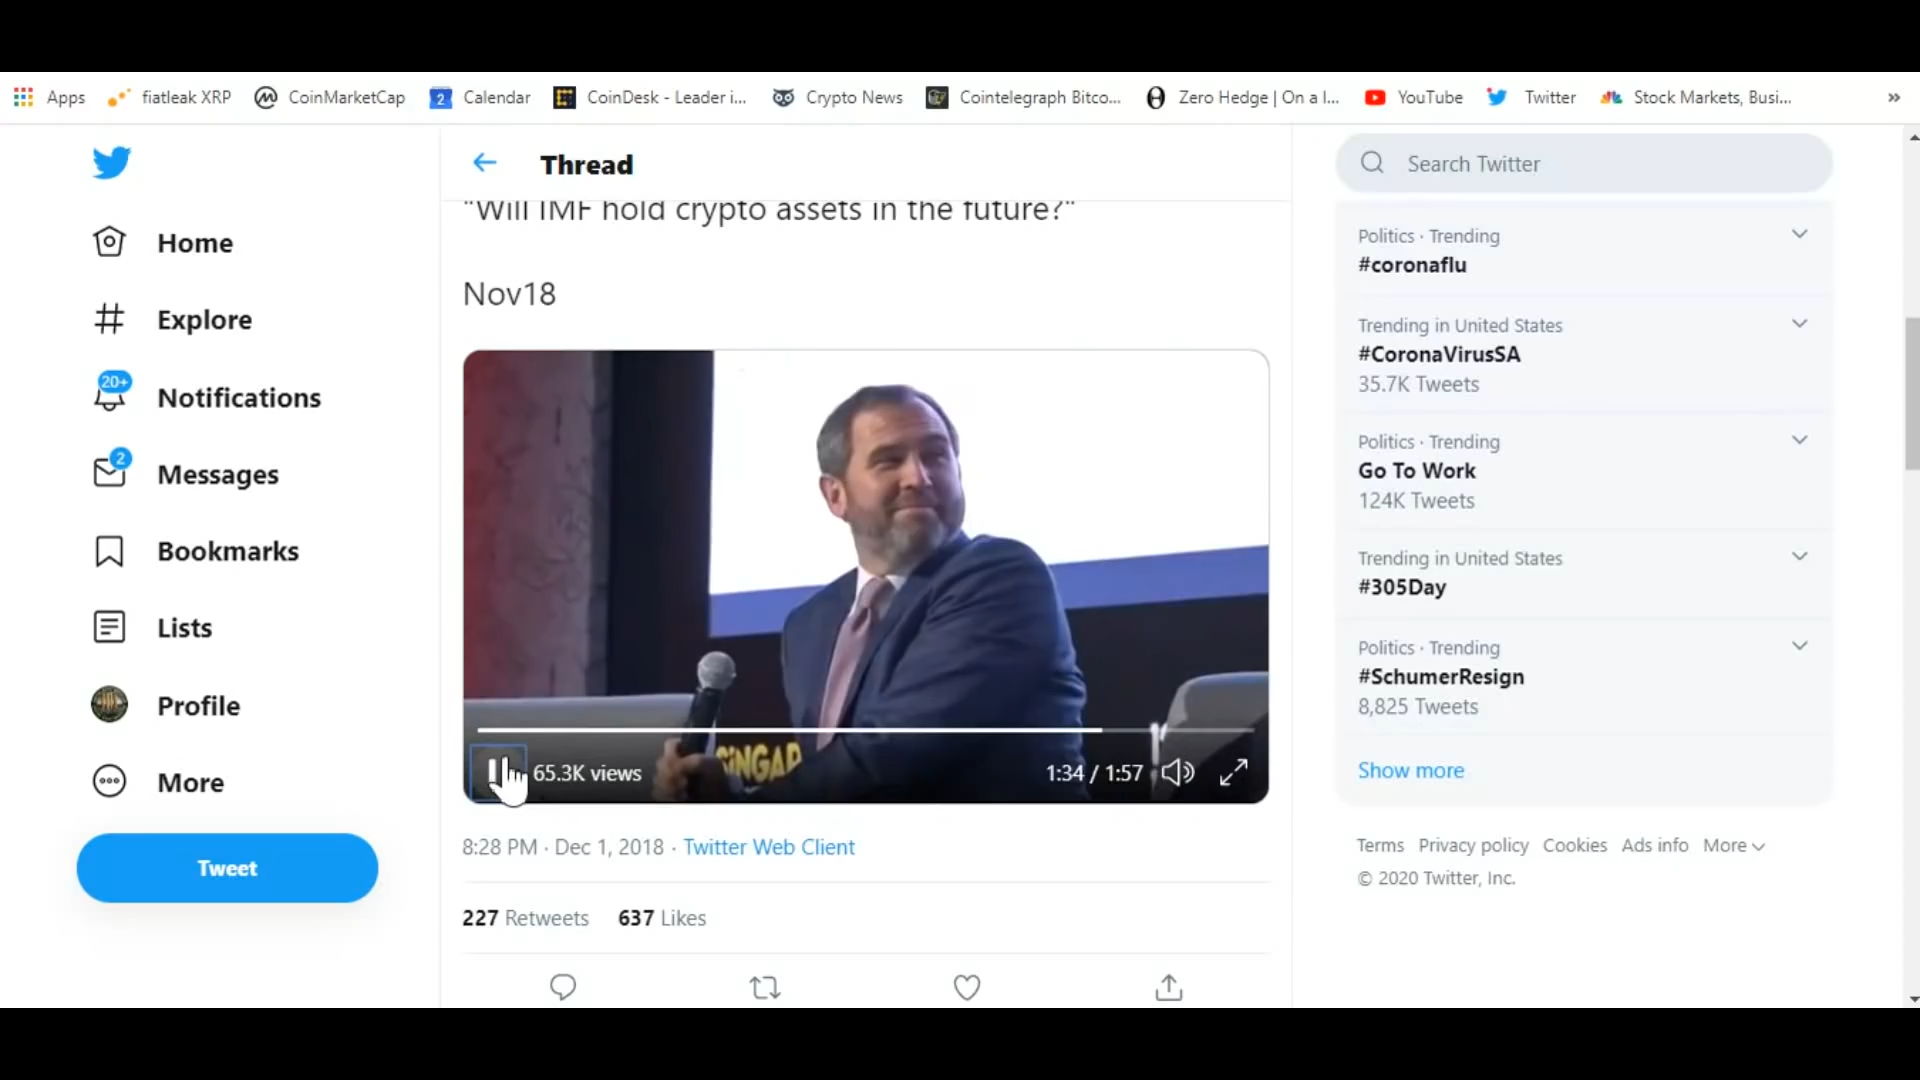 Apps
fiatleak XRP
CoinMarketCap
2
Calendar
CoinDesk - Leader i...
Crypto News
Cointelegraph Bitco...
Zero Hedge | On a l...
YouTube
Twitter
Stock Markets, Busi...
»
Home
Explore
20+
Notifications
2
Messages
Bookmarks
Lists
Profile
More
Tweet
Thread
"Will IMF hold crypto assets in the future?"
Nov18
SINGAP
65.3K views
1:34 / 1:57
8:28 PM · Dec 1, 2018 · Twitter Web Client
227 Retweets 637 Likes
Search Twitter
Politics · Trending
#coronaflu
Trending in United States
#CoronaVirusSA
35.7K Tweets
Politics · Trending
Go To Work
124K Tweets
Trending in United States
#305Day
Politics · Trending
#SchumerResign
8,825 Tweets
Show more
Terms Privacy policy Cookies Ads info More
© 2020 Twitter, Inc.